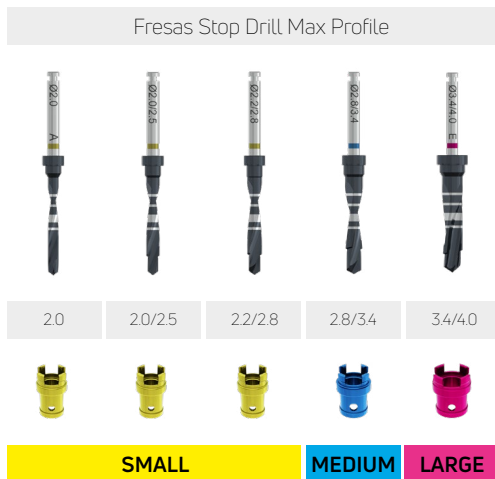 Fresas Stop Drill Max Profile
Ø2.0 A
Ø2.0/2.5
Ø2.2/2.8
Ø2.8/3.4
Ø3.4/4.0 E
2.0
2.0/2.5
2.2/2.8
2.8/3.4
3.4/4.0
SMALL
MEDIUM
LARGE